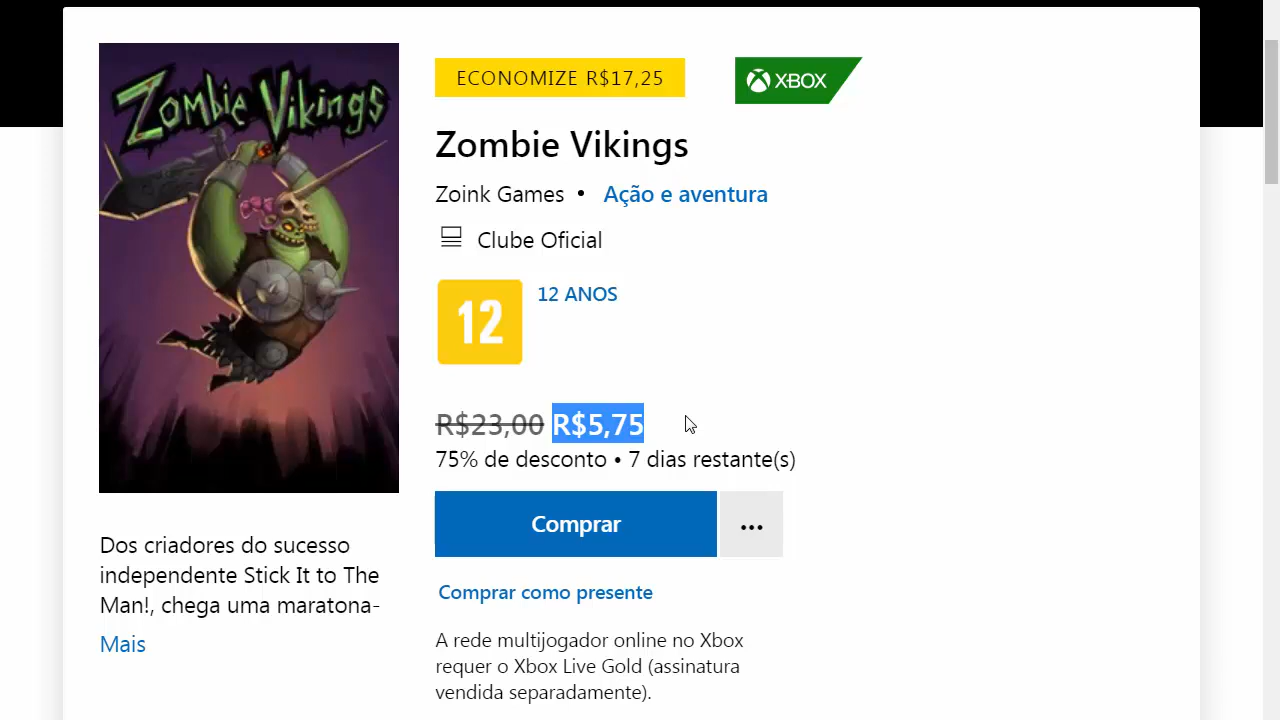 Zombie Vikings
ECONOMIZE R$17,25
XBOX
Zombie Vikings
Zoink Games • Ação e aventura
Clube Oficial
12
12 ANOS
R$23,00 R$5,75
75% de desconto • 7 dias restante(s)
Comprar
...
Comprar como presente
A rede multijogador online no Xbox
requer o Xbox Live Gold (assinatura
vendida separadamente).
Dos criadores do sucesso
independente Stick It to The
Man!, chega uma maratona-
Mais